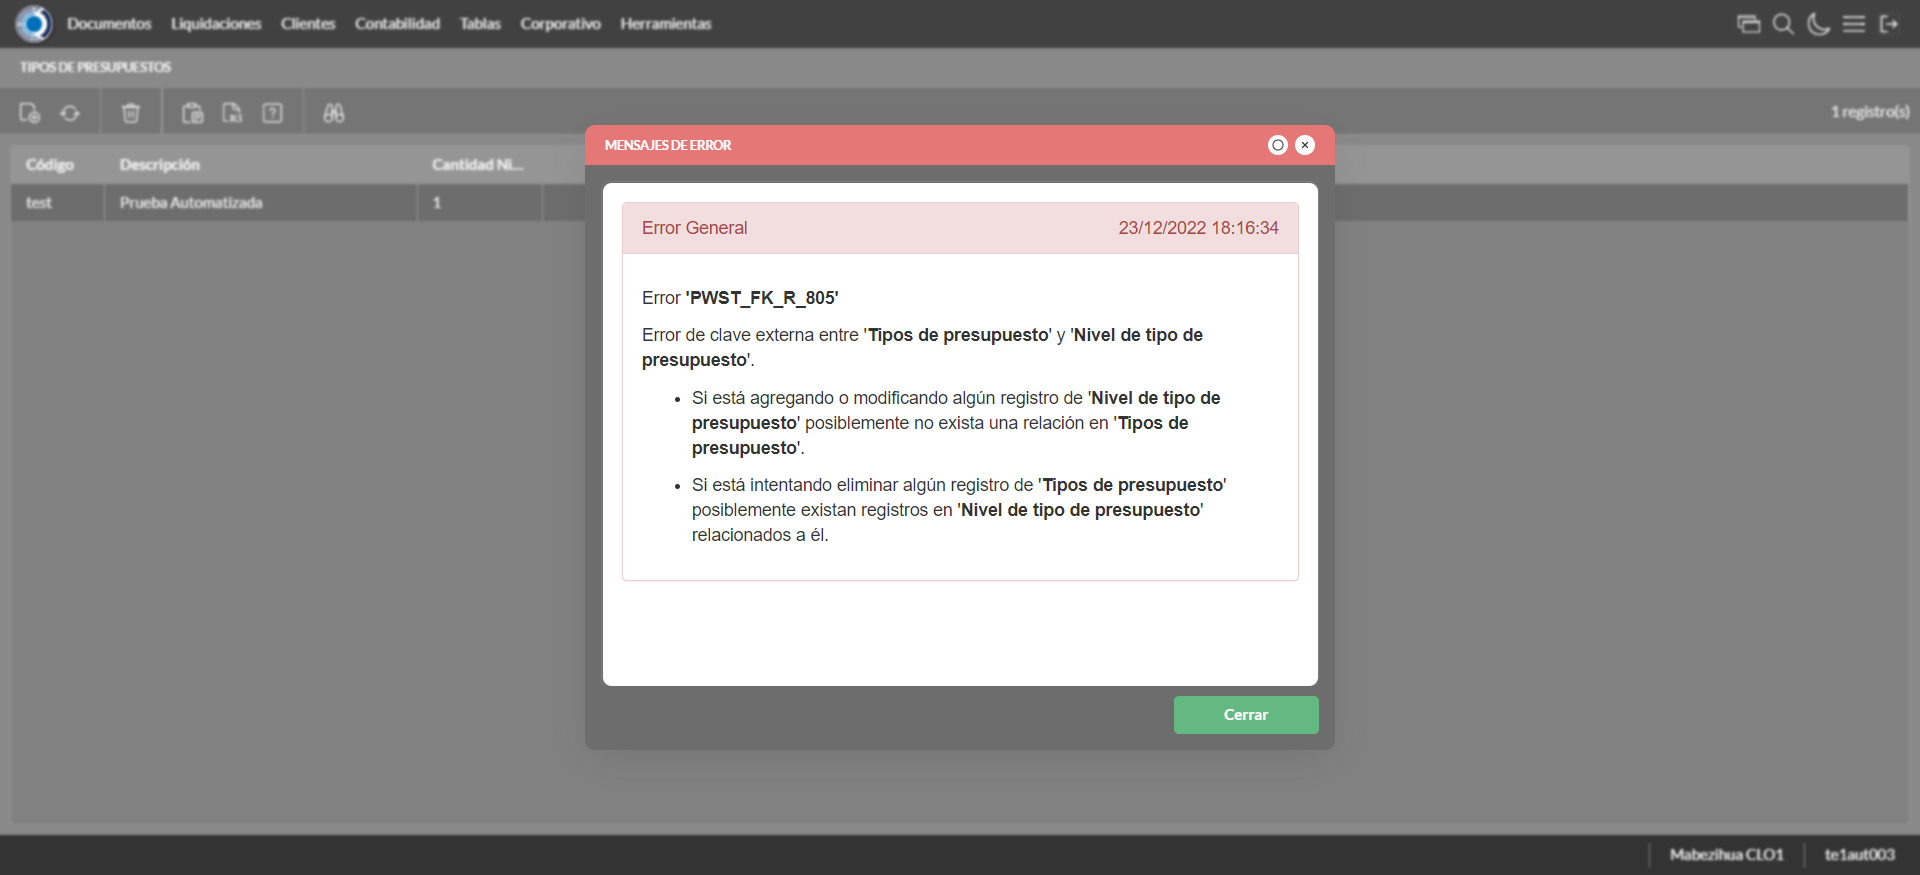 Documentos Liquidaciones Clientes Contabilidad Tablas Corporativo Herramientas
TIPOS DE PRESUPUESTOS
1 registro(s)
Código Descripción Cantidad Ni...
test Prueba Automatizada 1
MENSAJES DE ERROR
Error General 23/12/2022 18:16:34
Error 'PWST_FK_R_805'
Error de clave externa entre 'Tipos de presupuesto' y 'Nivel de tipo de
presupuesto'.
• Si está agregando o modificando algún registro de 'Nivel de tipo de
presupuesto' posiblemente no exista una relación en 'Tipos de
presupuesto'.
• Si está intentando eliminar algún registro de 'Tipos de presupuesto'
posiblemente existan registros en 'Nivel de tipo de presupuesto'
relacionados a él.
Cerrar
Mabezihua CLO1 te1aut003